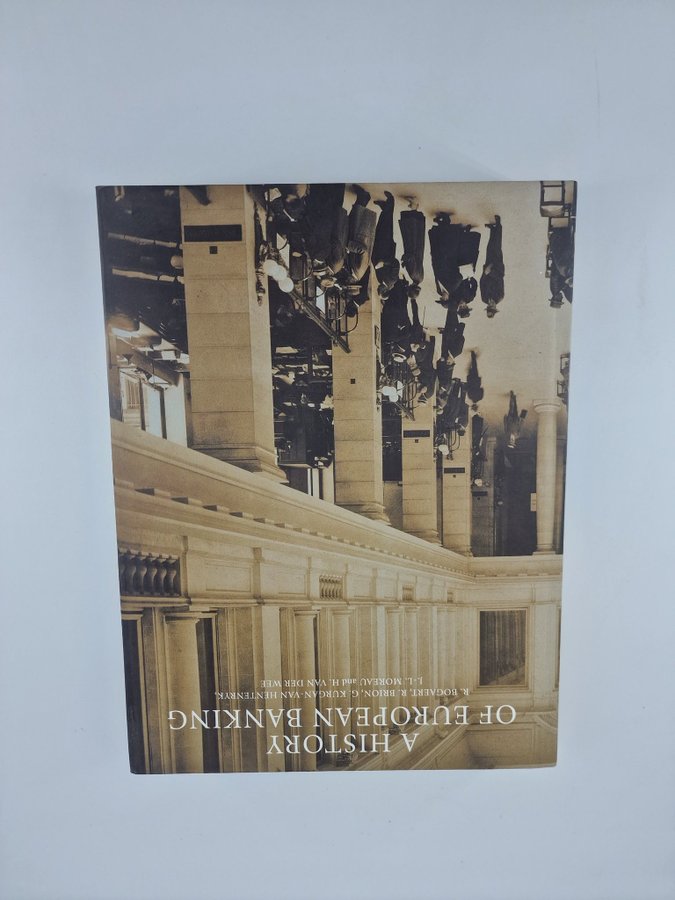 A HISTORY
OF EUROPEAN BANKING
R. BOGAERT, R. BRION, G. KURGAN-VAN HENTENRYK,
J.-L. MOREAU and H. VAN DER WEE